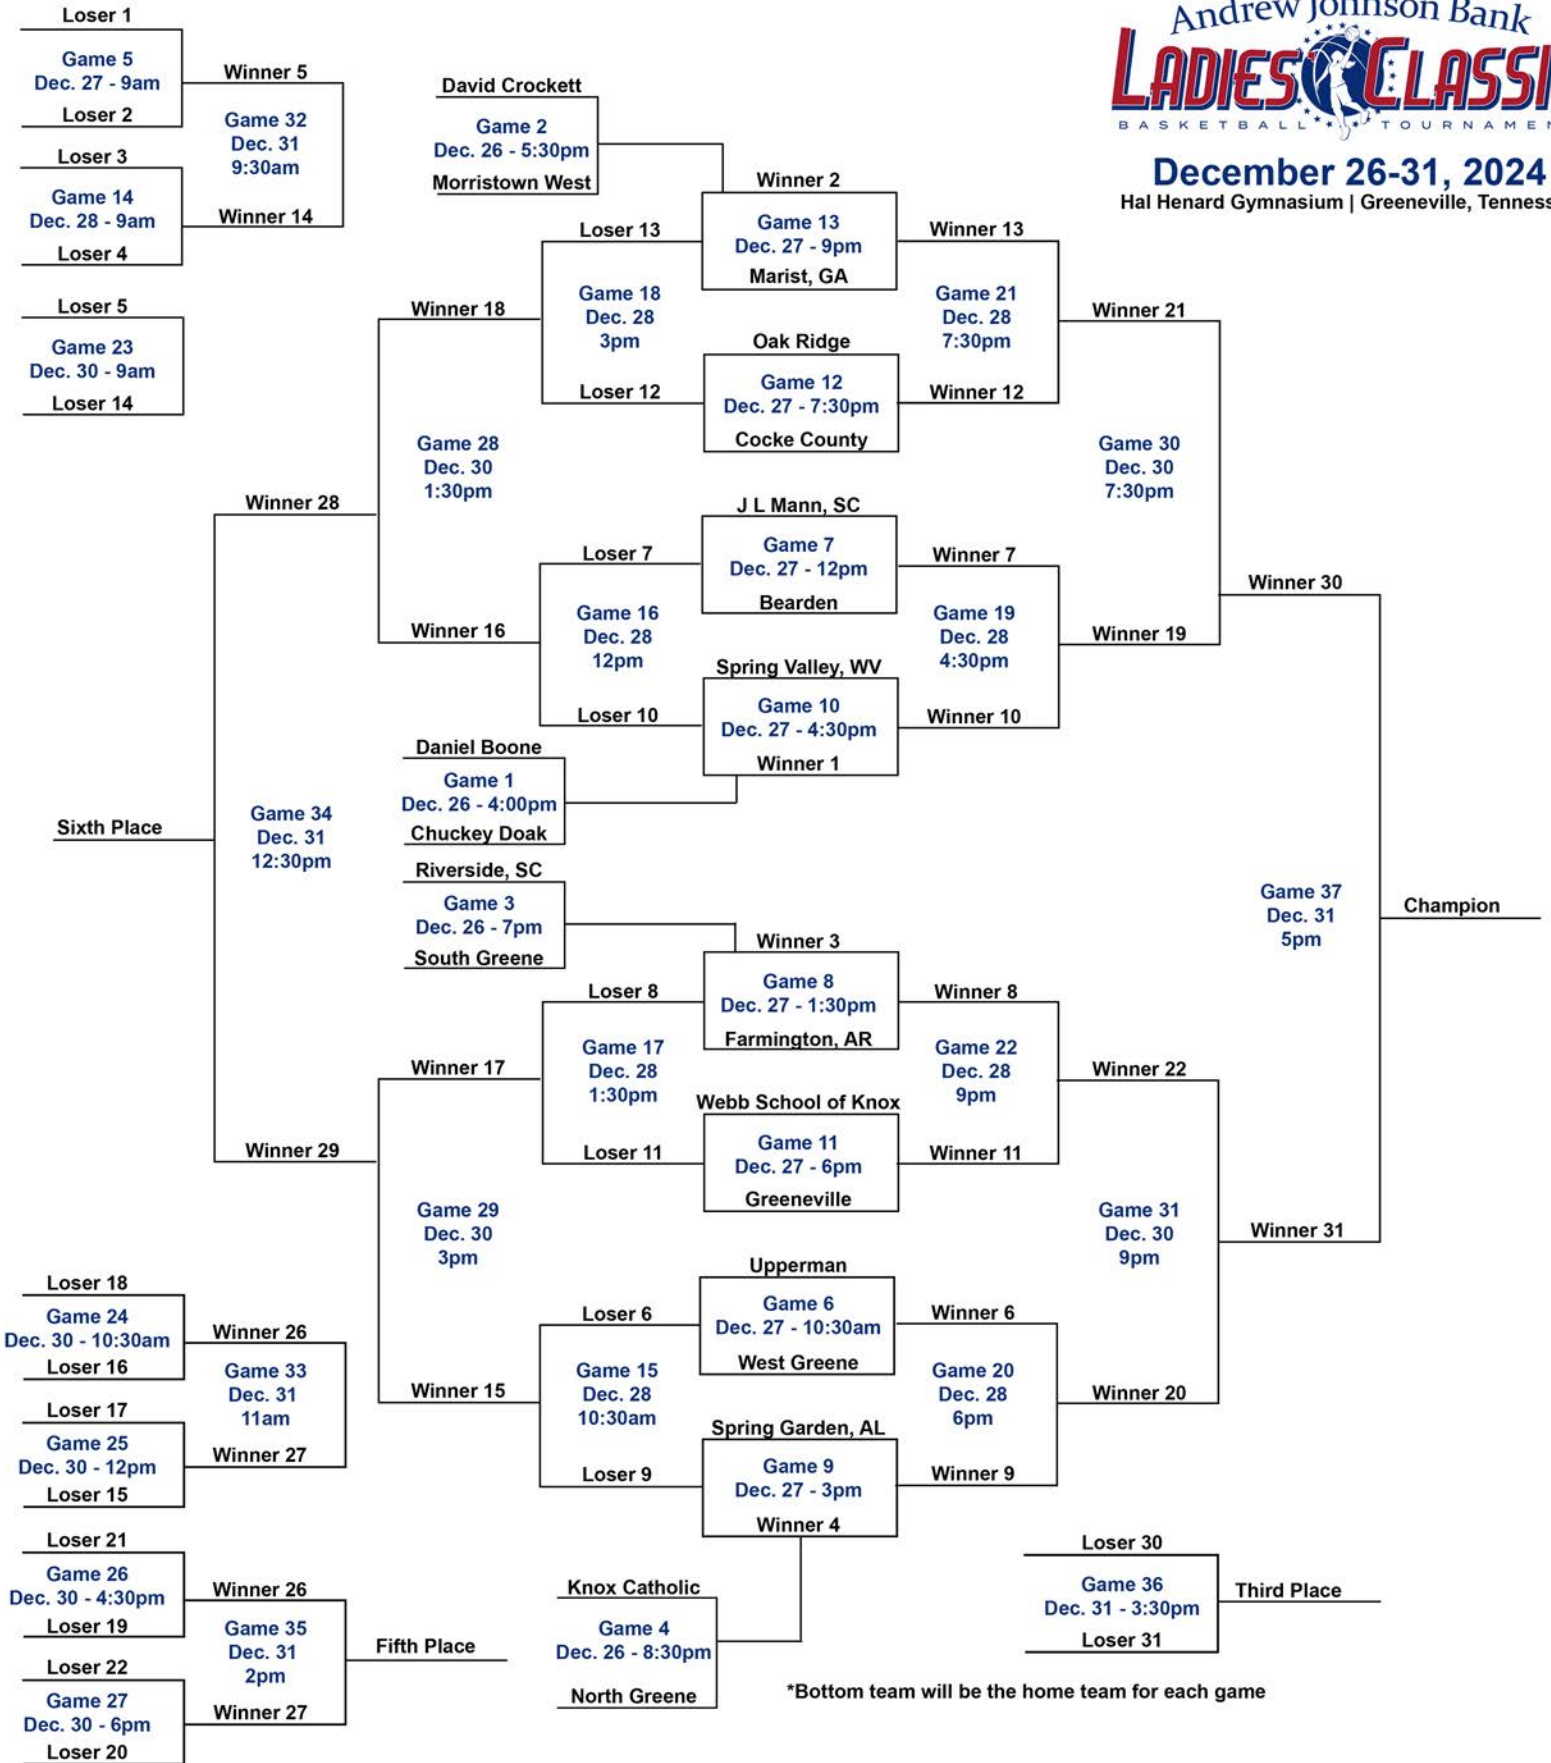 Andrew Johnson Bank
LADIES CLASSI
BASKETBALL TOURNAMEN
December 26-31, 2024
Hal Henard Gymnasium | Greeneville, Tenness
Loser 1
Game 5
Dec. 27 - 9am
Loser 2
Winner 5
Game 32
Dec. 31
9:30am
Loser 3
Game 14
Dec. 28 - 9am
Loser 4
Winner 14
Loser 5
Game 23
Dec. 30 - 9am
Loser 14
David Crockett
Game 2
Dec. 26 - 5:30pm
Morristown West
Winner 2
Game 13
Dec. 27 - 9pm
Marist, GA
Loser 13
Game 18
Dec. 28
3pm
Loser 12
Winner 13
Game 21
Dec. 28
7:30pm
Winner 12
Oak Ridge
Game 12
Dec. 27 - 7:30pm
Cocke County
Winner 18
Game 28
Dec. 30
1:30pm
Winner 16
Winner 21
Game 30
Dec. 30
7:30pm
Winner 19
J L Mann, SC
Game 7
Dec. 27 - 12pm
Bearden
Loser 7
Game 16
Dec. 28
12pm
Loser 10
Winner 7
Game 19
Dec. 28
4:30pm
Winner 10
Spring Valley, WV
Game 10
Dec. 27 - 4:30pm
Winner 1
Daniel Boone
Game 1
Dec. 26 - 4:00pm
Chuckey Doak
Winner 28
Game 34
Dec. 31
12:30pm
Sixth Place
Winner 29
Winner 30
Game 37
Dec. 31
5pm
Champion
Winner 31
Riverside, SC
Game 3
Dec. 26 - 7pm
South Greene
Winner 3
Game 8
Dec. 27 - 1:30pm
Farmington, AR
Loser 8
Game 17
Dec. 28
1:30pm
Loser 11
Winner 8
Game 22
Dec. 28
9pm
Winner 11
Webb School of Knox
Game 11
Dec. 27 - 6pm
Greeneville
Winner 17
Game 29
Dec. 30
3pm
Winner 15
Winner 22
Game 31
Dec. 30
9pm
Winner 20
Upperman
Game 6
Dec. 27 - 10:30am
West Greene
Loser 6
Game 15
Dec. 28
10:30am
Loser 9
Winner 6
Game 20
Dec. 28
6pm
Winner 9
Spring Garden, AL
Game 9
Dec. 27 - 3pm
Winner 4
Knox Catholic
Game 4
Dec. 26 - 8:30pm
North Greene
Loser 18
Game 24
Dec. 30 - 10:30am
Loser 16
Winner 26
Game 33
Dec. 31
11am
Winner 27
Loser 17
Game 25
Dec. 30 - 12pm
Loser 15
Loser 21
Game 26
Dec. 30 - 4:30pm
Loser 19
Winner 26
Game 35
Dec. 31
2pm
Fifth Place
Winner 27
Loser 22
Game 27
Dec. 30 - 6pm
Loser 20
Loser 30
Game 36
Dec. 31 - 3:30pm
Loser 31
Third Place
*Bottom team will be the home team for each game